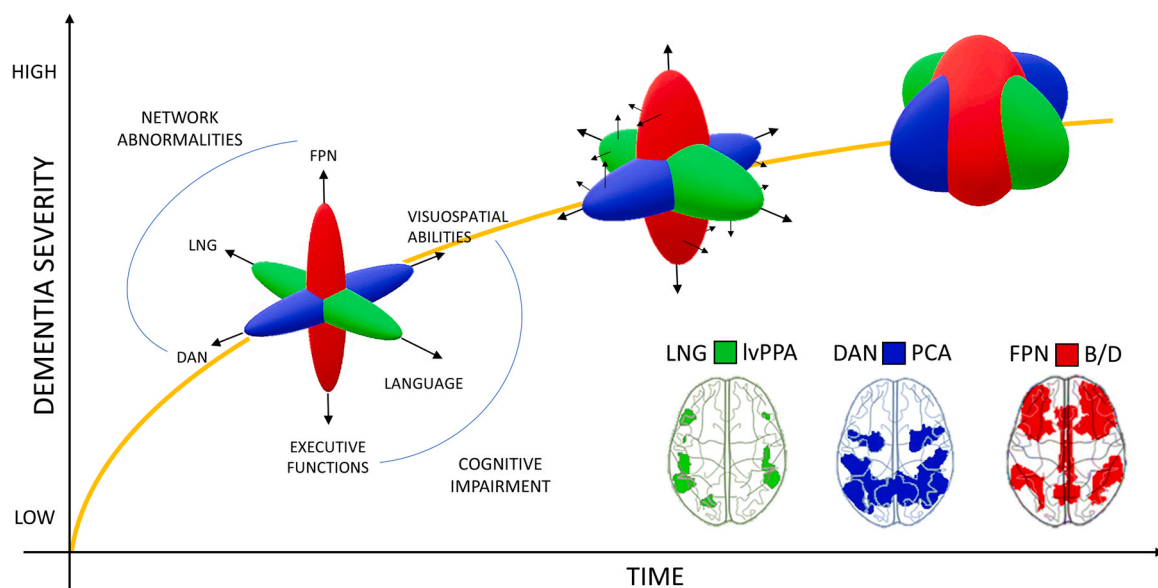 HIGH
NETWORK
ABNORMALITIES
FPN
LNG
VISUOSPATIAL
ABILITIES
DAN
LANGUAGE
EXECUTIVE
FUNCTIONS
COGNITIVE
IMPAIRMENT
DEMENTIA SEVERITY
LNG lvPPA
DAN PCA
FPN B/D
LOW
TIME